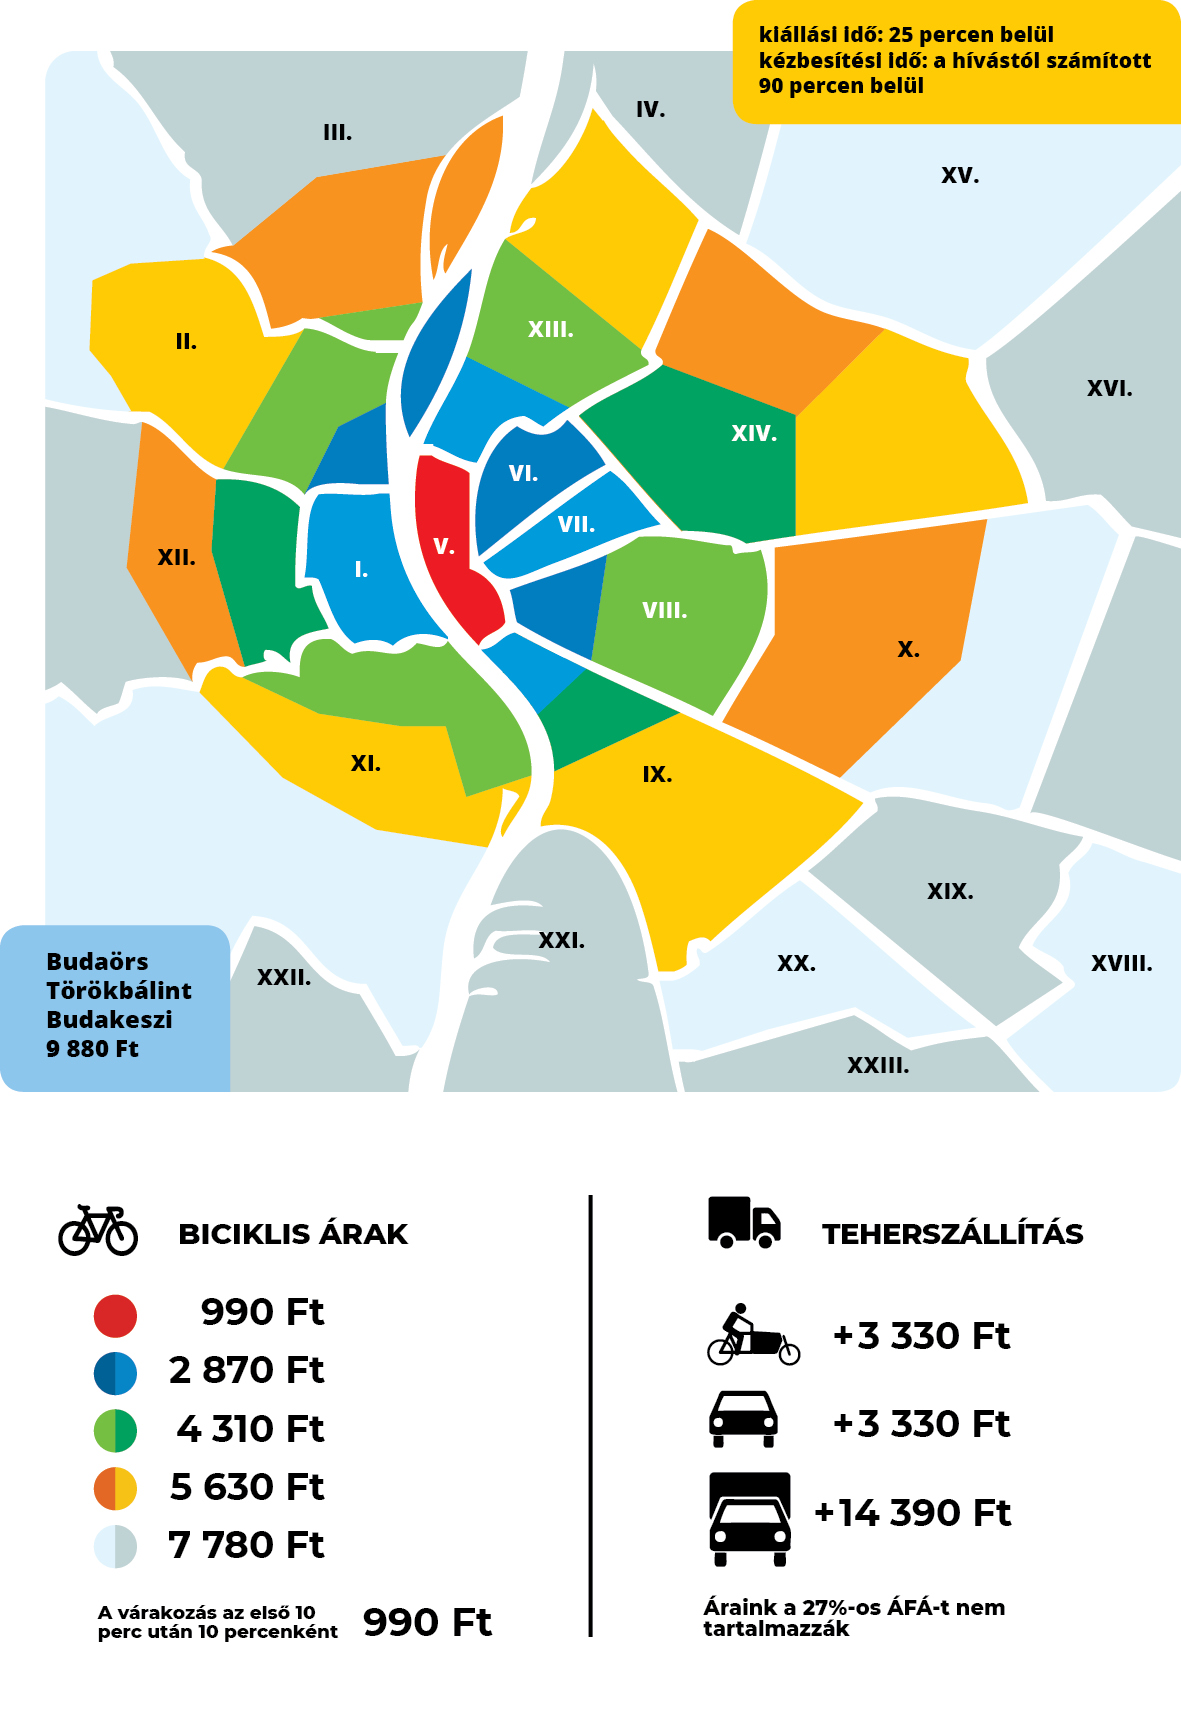 kiállási idő: 25 percen belül
kézbesítési idő: a hívástól számított
90 percen belül
III.
IV.
XV.
II.
XIII.
XVI.
XIV.
VI.
VII.
V.
XII.
I.
VIII.
X.
XI.
IX.
XIX.
XXI.
XX.
XVIII.
XXII.
XXIII.
Budaörs
Törökbálint
Budakeszi
9 880 Ft
BICIKLIS ÁRAK
990 Ft
2 870 Ft
4 310 Ft
5 630 Ft
7 780 Ft
A várakozás az első 10
perc után 10 percenként
990 Ft
TEHERSZÁLLÍTÁS
+3 330 Ft
+3 330 Ft
+14 390 Ft
Áraink a 27%-os ÁFÁ-t nem
tartalmazzák